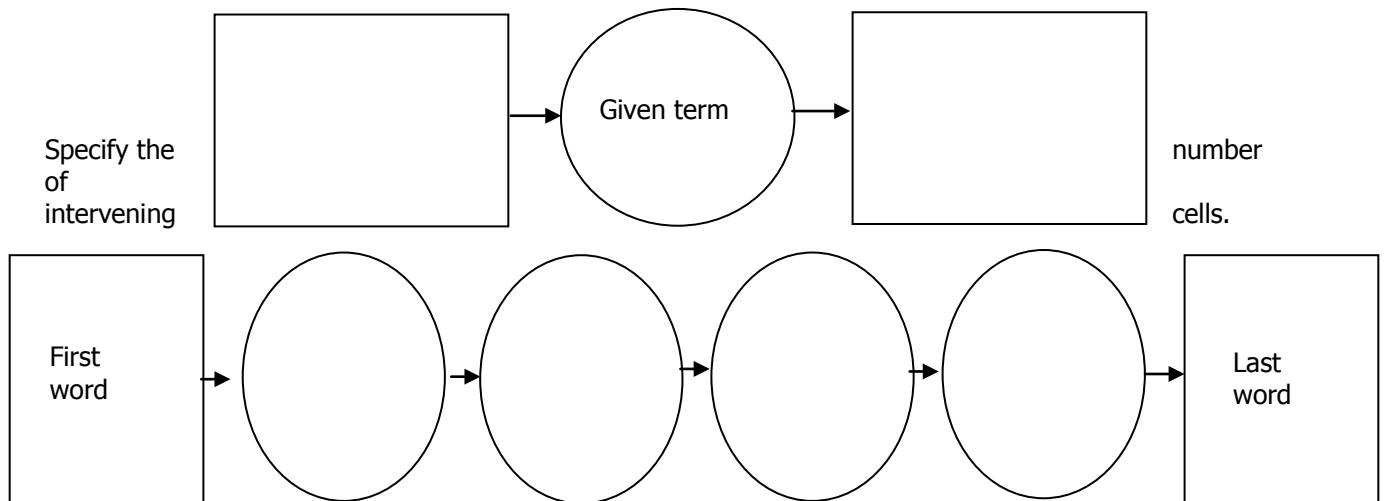 Given term
Specify the number
of
intervening cells.
First
word
Last
word